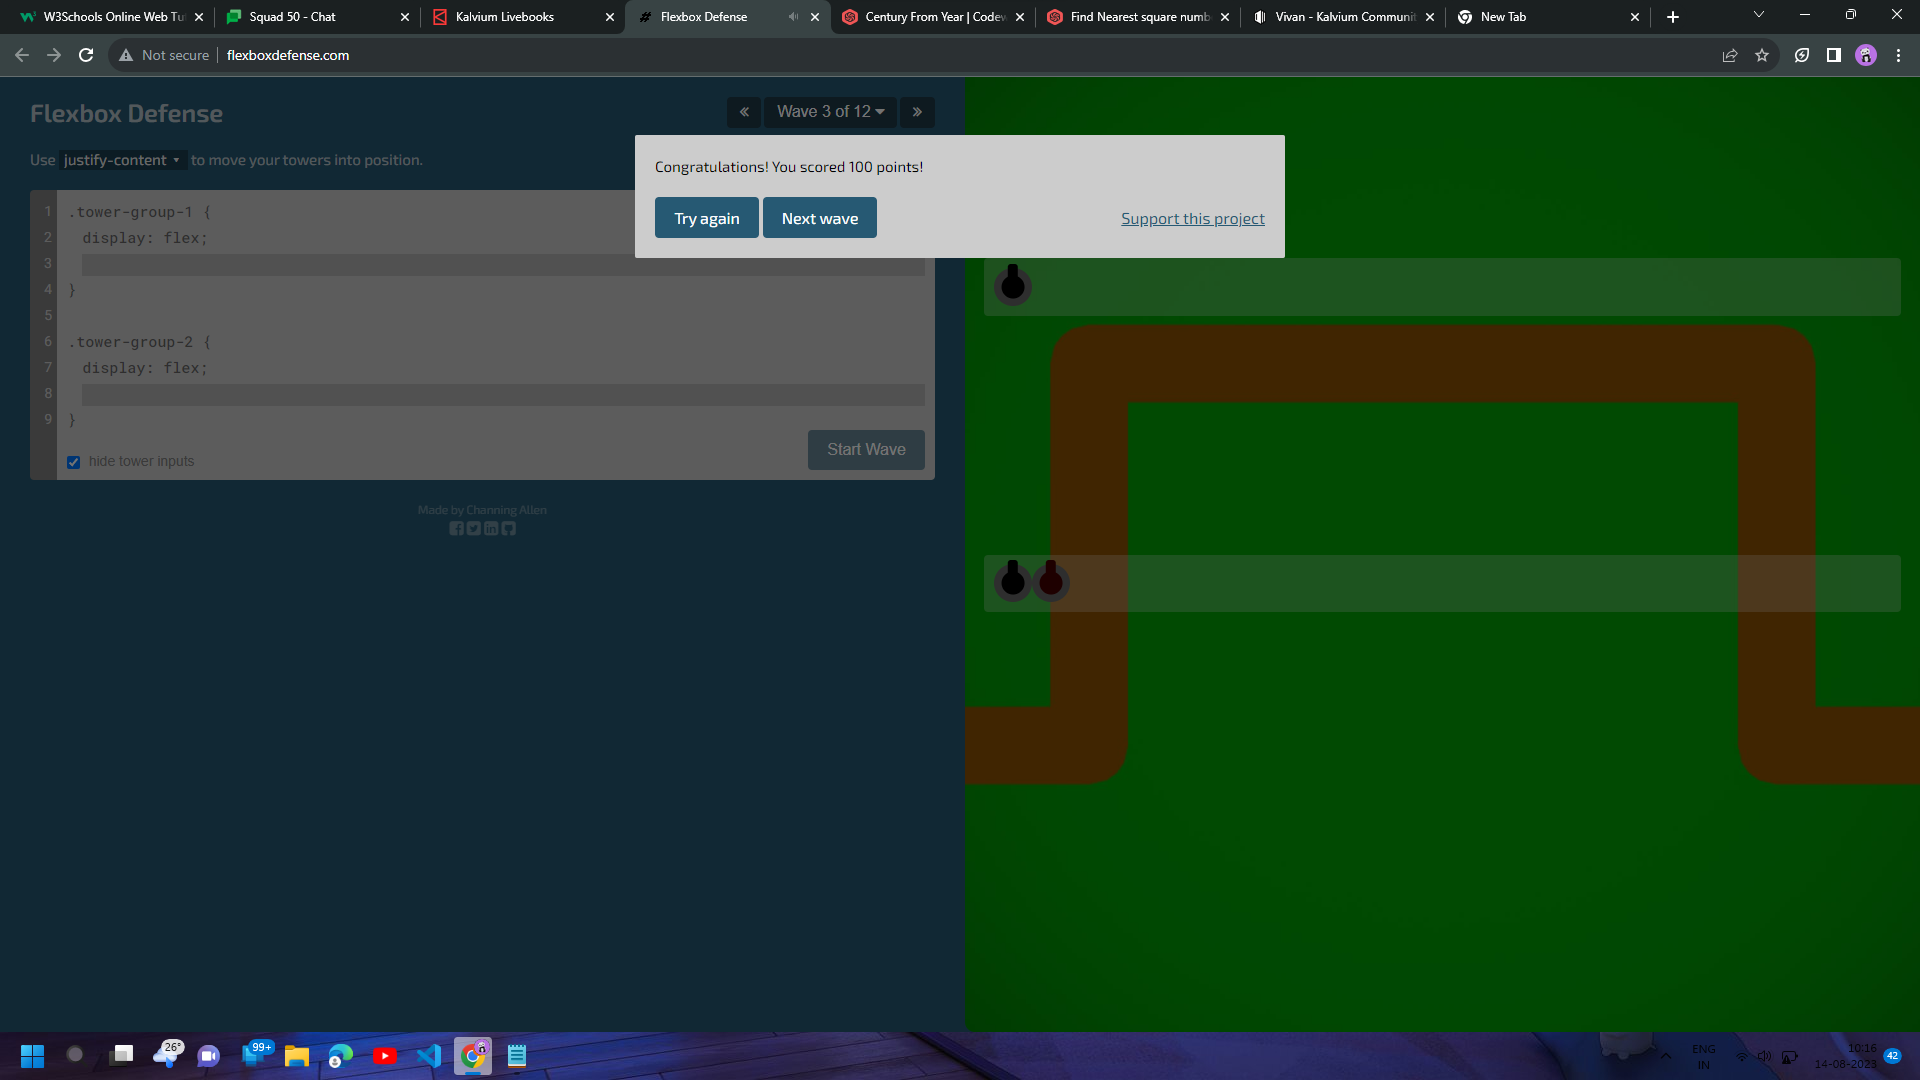 W3Schools Online Web Tu
Squad 50 - Chat
Kalvium Livebooks
Flexbox Defense
Century From Year | Codew
Find Nearest square numb
Vivan - Kalvium Communit
New Tab
Not secure
flexboxdefense.com
Flexbox Defense
Wave 3 of 12
Use justify-content to move your towers into position.
Congratulations! You scored 100 points!
Try again
Next wave
Support this project
1 .tower-group-1 {
2 display: flex;
3
4 }
5
6 .tower-group-2 {
7 display: flex;
8
9 }
hide tower inputs
Start Wave
Made by Channing Allen
26°
99+
ENG
IN
10:16
14-08-2023
42